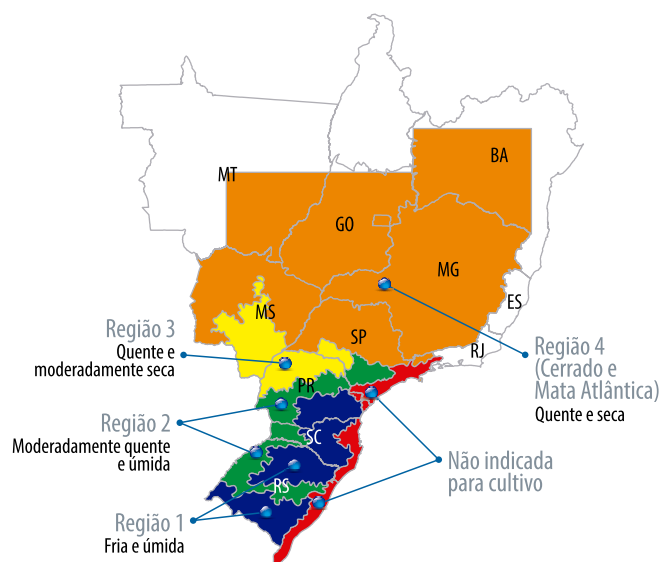 BA
MT
GO
MG
ES
MS
SP
RJ
Região 3
Quente e
moderadamente seca
Região 4
(Cerrado e
Mata Atlântica)
Quente e seca
PR
Região 2
Moderadamente quente
e úmida
SC
Não indicada
para cultivo
RS
Região 1
Fria e úmida